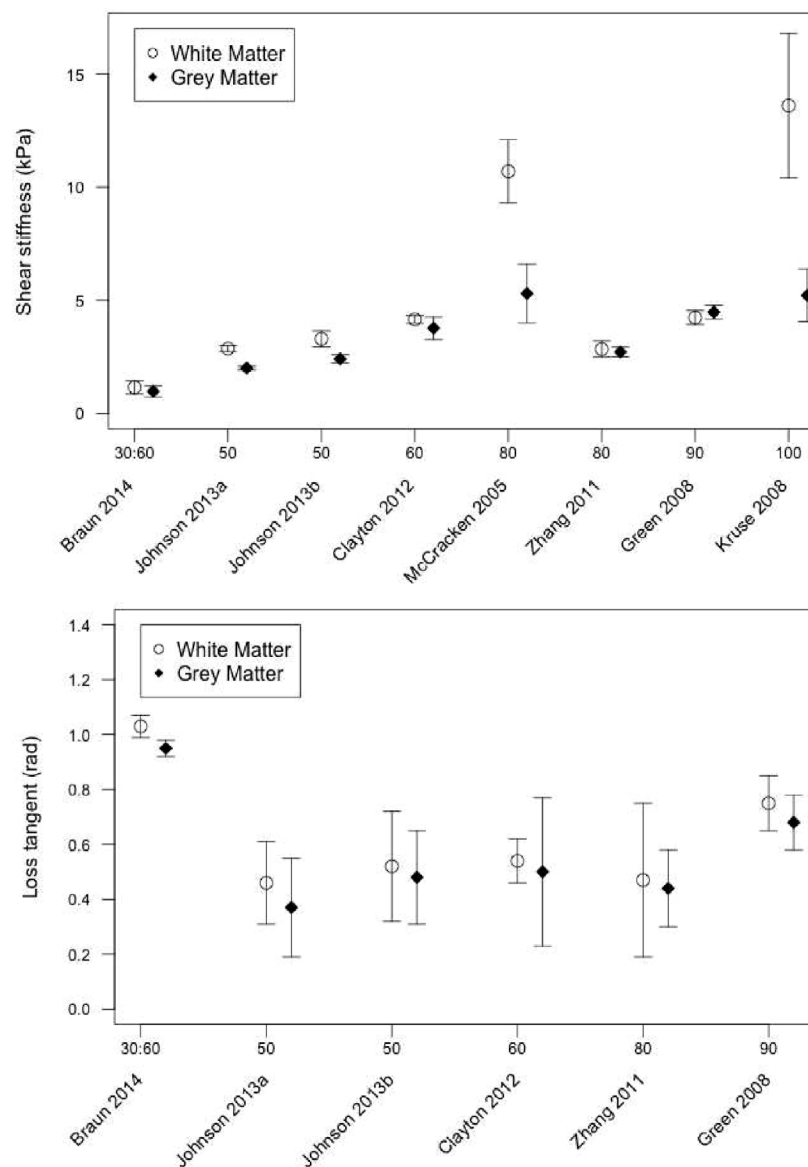 White Matter
Grey Matter
Shear stiffness (kPa)
15
10
5
0
30:60 50 50 60 80 80 90 100
Braun 2014 Johnson 2013a Johnson 2013b Clayton 2012 McCracken 2005 Zhang 2011 Green 2008 Kruse 2008
White Matter
Grey Matter
Loss tangent (rad)
1.4
1.2
1.0
0.8
0.6
0.4
0.2
0.0
30:60 50 50 60 80 90
Braun 2014 Johnson 2013a Johnson 2013b Clayton 2012 Zhang 2011 Green 2008